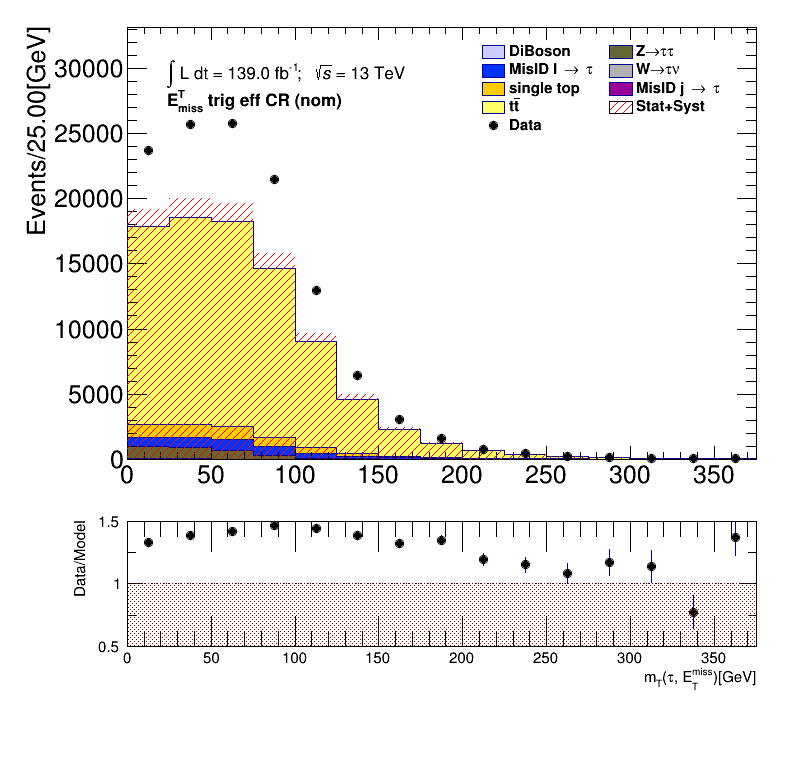 Events/25.00[GeV]
30000
25000
20000
15000
10000
5000
0
∫ L dt = 139.0 fb⁻¹; √s = 13 TeV
E^T_miss trig eff CR (nom)
DiBoson Z→ττ
MisID l → τ W→τν
single top MisID j → τ
tt̄ Stat+Syst
Data
0 50 100 150 200 250 300 350
Data/Model
1.5
1
0.5
0 50 100 150 200 250 300 350
m_T(τ, E_T^miss)[GeV]